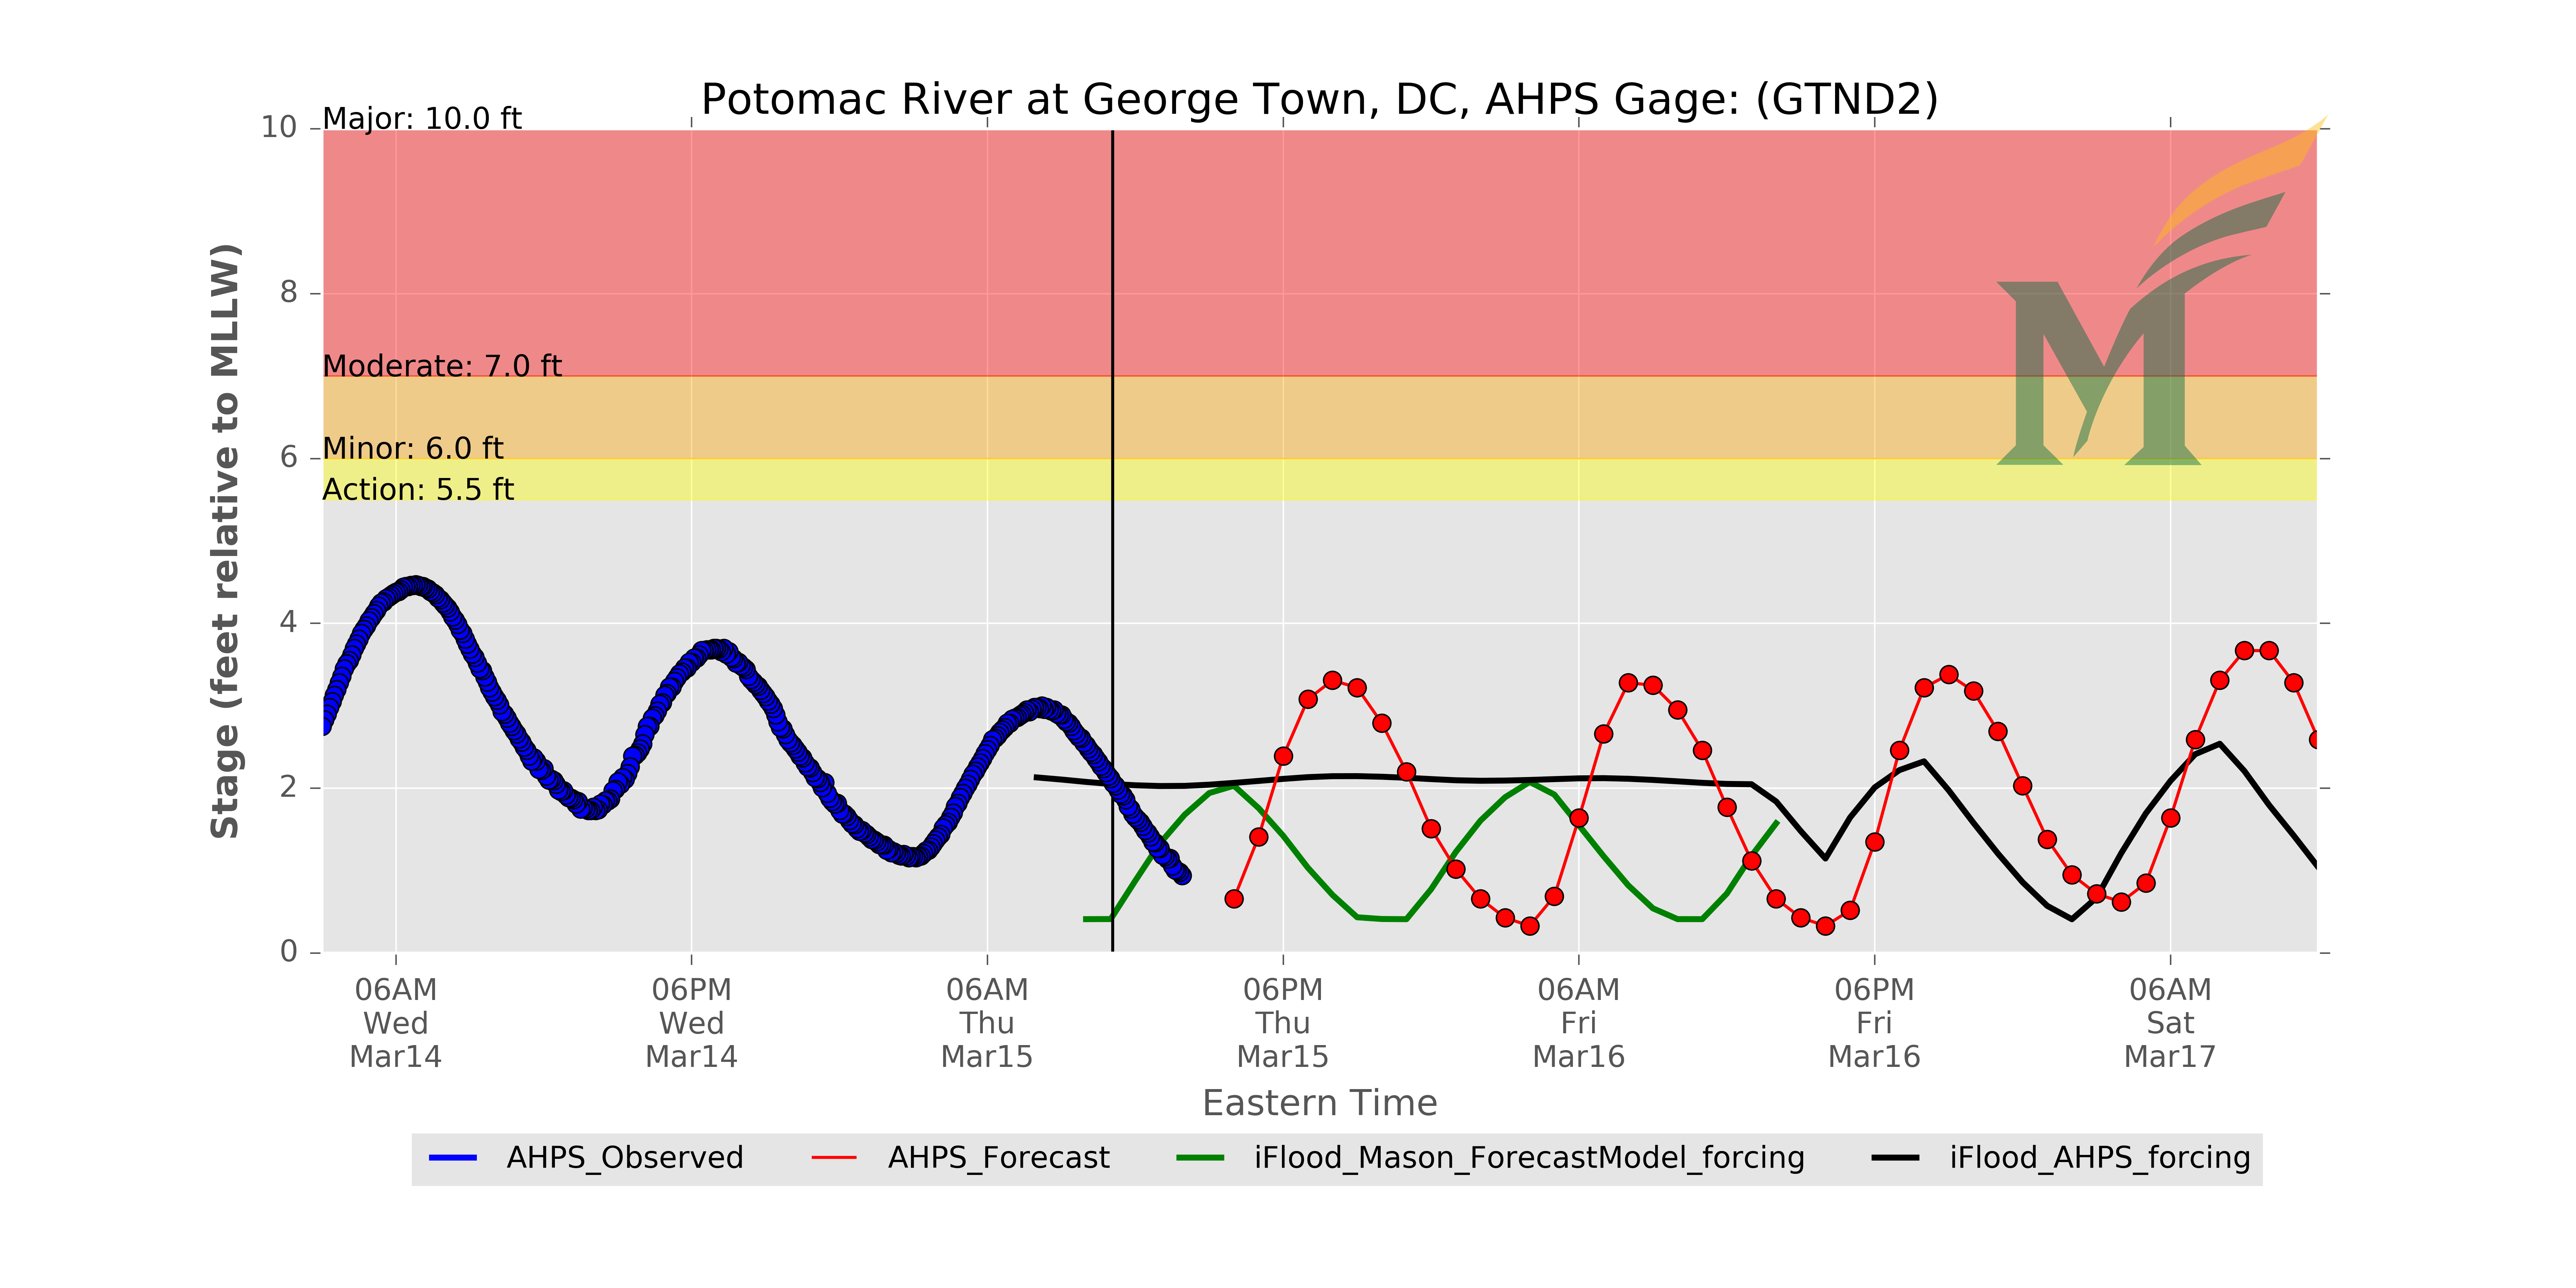 Potomac River at George Town, DC, AHPS Gage: (GTND2)
Major: 10.0 ft
Moderate: 7.0 ft
Minor: 6.0 ft
Action: 5.5 ft
10
8
6
4
2
0
Stage (feet relative to MLLW)
06AM
Wed
Mar14
06PM
Wed
Mar14
06AM
Thu
Mar15
06PM
Thu
Mar15
06AM
Fri
Mar16
06PM
Fri
Mar16
06AM
Sat
Mar17
Eastern Time
AHPS_Observed
AHPS_Forecast
iFlood_Mason_ForecastModel_forcing
iFlood_AHPS_forcing
M